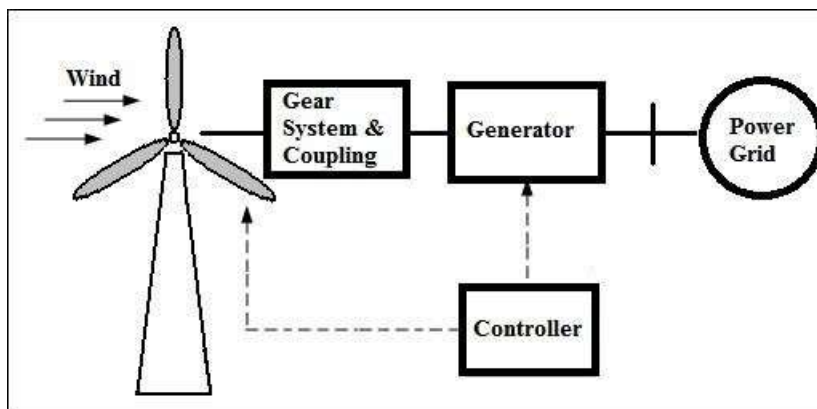 Wind
Gear
System &
Coupling
Generator
Power
Grid
Controller